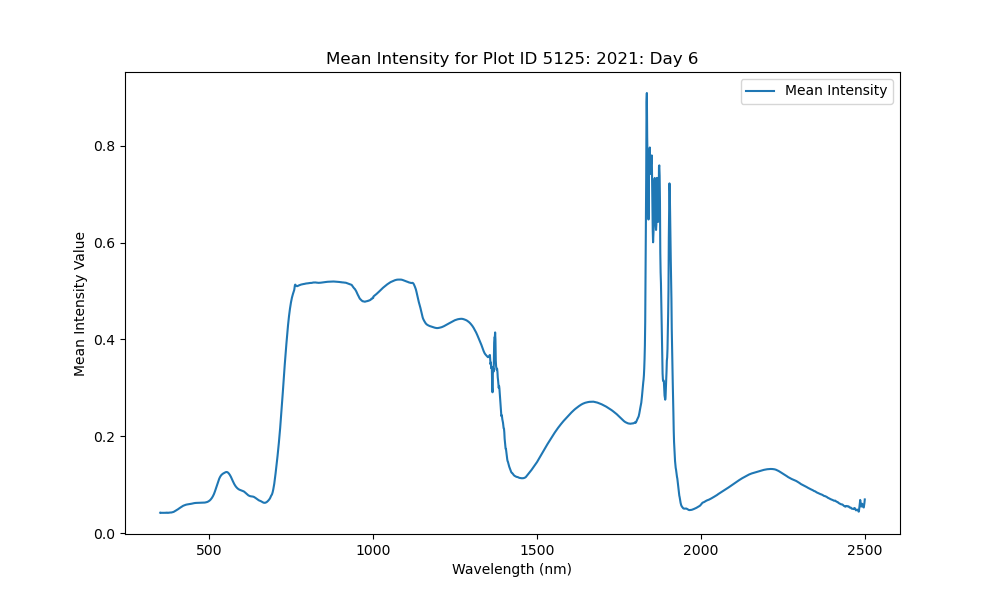 Mean Intensity for Plot ID 5125: 2021: Day 6
Mean Intensity
Mean Intensity Value
0.8
0.6
0.4
0.2
0.0
500
1000
1500
2000
2500
Wavelength (nm)